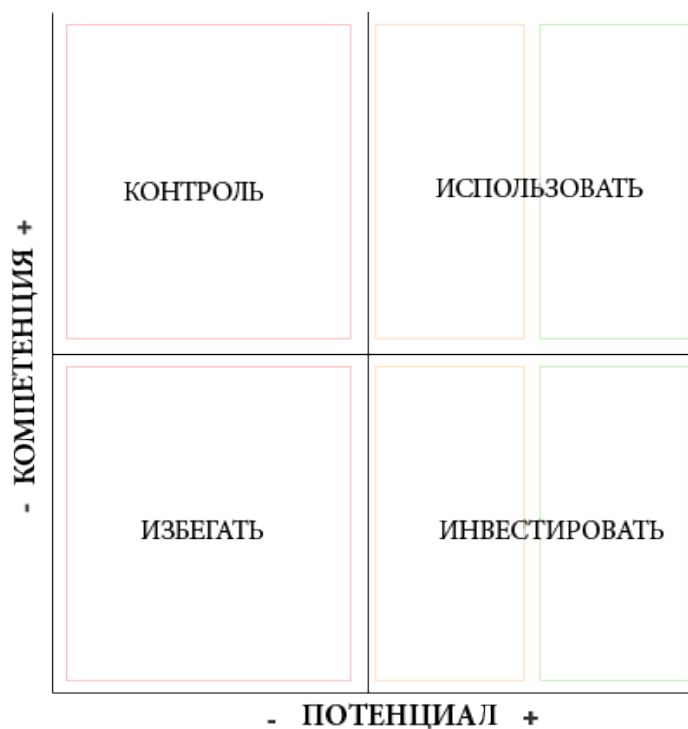 КОНТРОЛЬ
ИСПОЛЬЗОВАТЬ
- КОМПЕТЕНЦИЯ +
ИЗБЕГАТЬ
ИНВЕСТИРОВАТЬ
- ПОТЕНЦИАЛ +